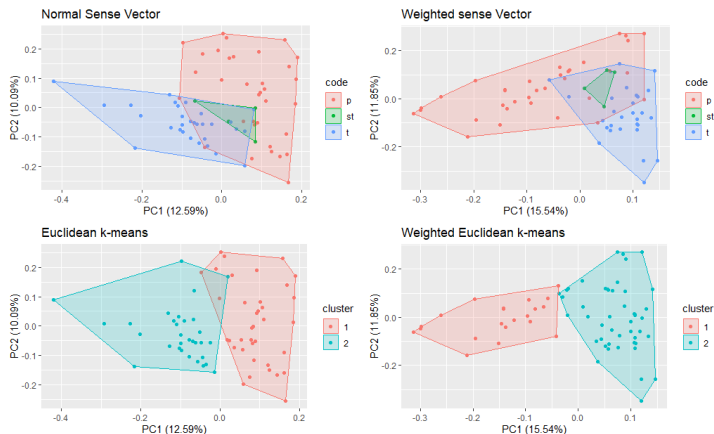 Normal Sense Vector
0.2
0.1
0.0
-0.1
-0.2
PC2 (10.09%)
-0.4
-0.2
0.0
0.2
PC1 (12.59%)
code
p
st
t
Weighted sense Vector
0.2
0.0
-0.2
PC2 (11.85%)
-0.3
-0.2
-0.1
0.0
0.1
PC1 (15.54%)
code
p
st
t
Euclidean k-means
0.2
0.1
0.0
-0.1
-0.2
PC2 (10.09%)
-0.4
-0.2
0.0
0.2
PC1 (12.59%)
cluster
1
2
Weighted Euclidean k-means
0.2
0.0
-0.2
PC2 (11.85%)
-0.3
-0.2
-0.1
0.0
0.1
PC1 (15.54%)
cluster
1
2